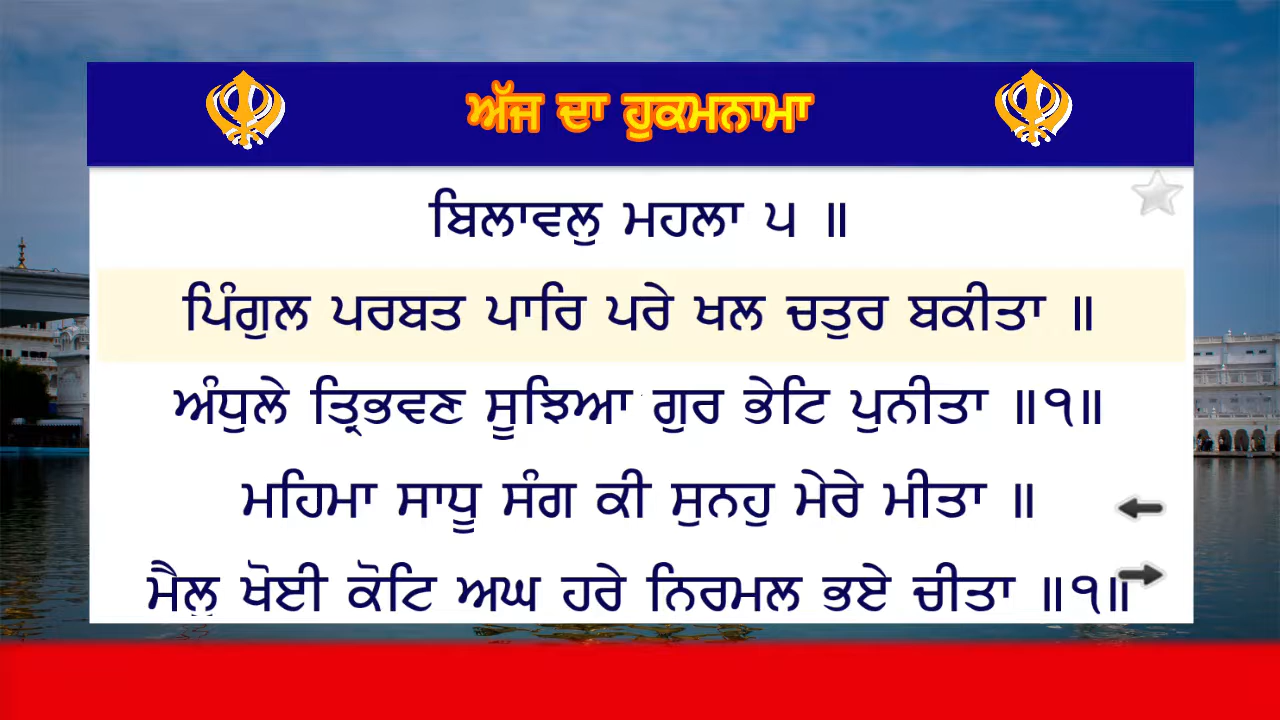 ਅੱਜ ਦਾ ਹੁਕਮਨਾਮਾ
ਬਿਲਾਵਲੁ ਮਹਲਾ ੫ ॥
ਪਿੰਗੁਲ ਪਰਬਤ ਪਾਰਿ ਪਰੇ ਖਲ ਚਤੁਰ ਬਕੀਤਾ ॥
ਅੰਧੁਲੇ ਤ੍ਰਿਭਵਣ ਸੂਝਿਆ ਗੁਰ ਭੇਟਿ ਪੁਨੀਤਾ ॥੧॥
ਮਹਿਮਾ ਸਾਧੂ ਸੰਗ ਕੀ ਸੁਨਹੁ ਮੇਰੇ ਮੀਤਾ ॥
ਮੈਲੁ ਖੋਈ ਕੋਟਿ ਅਘ ਹਰੇ ਨਿਰਮਲ ਭਏ ਚੀਤਾ ॥੧॥